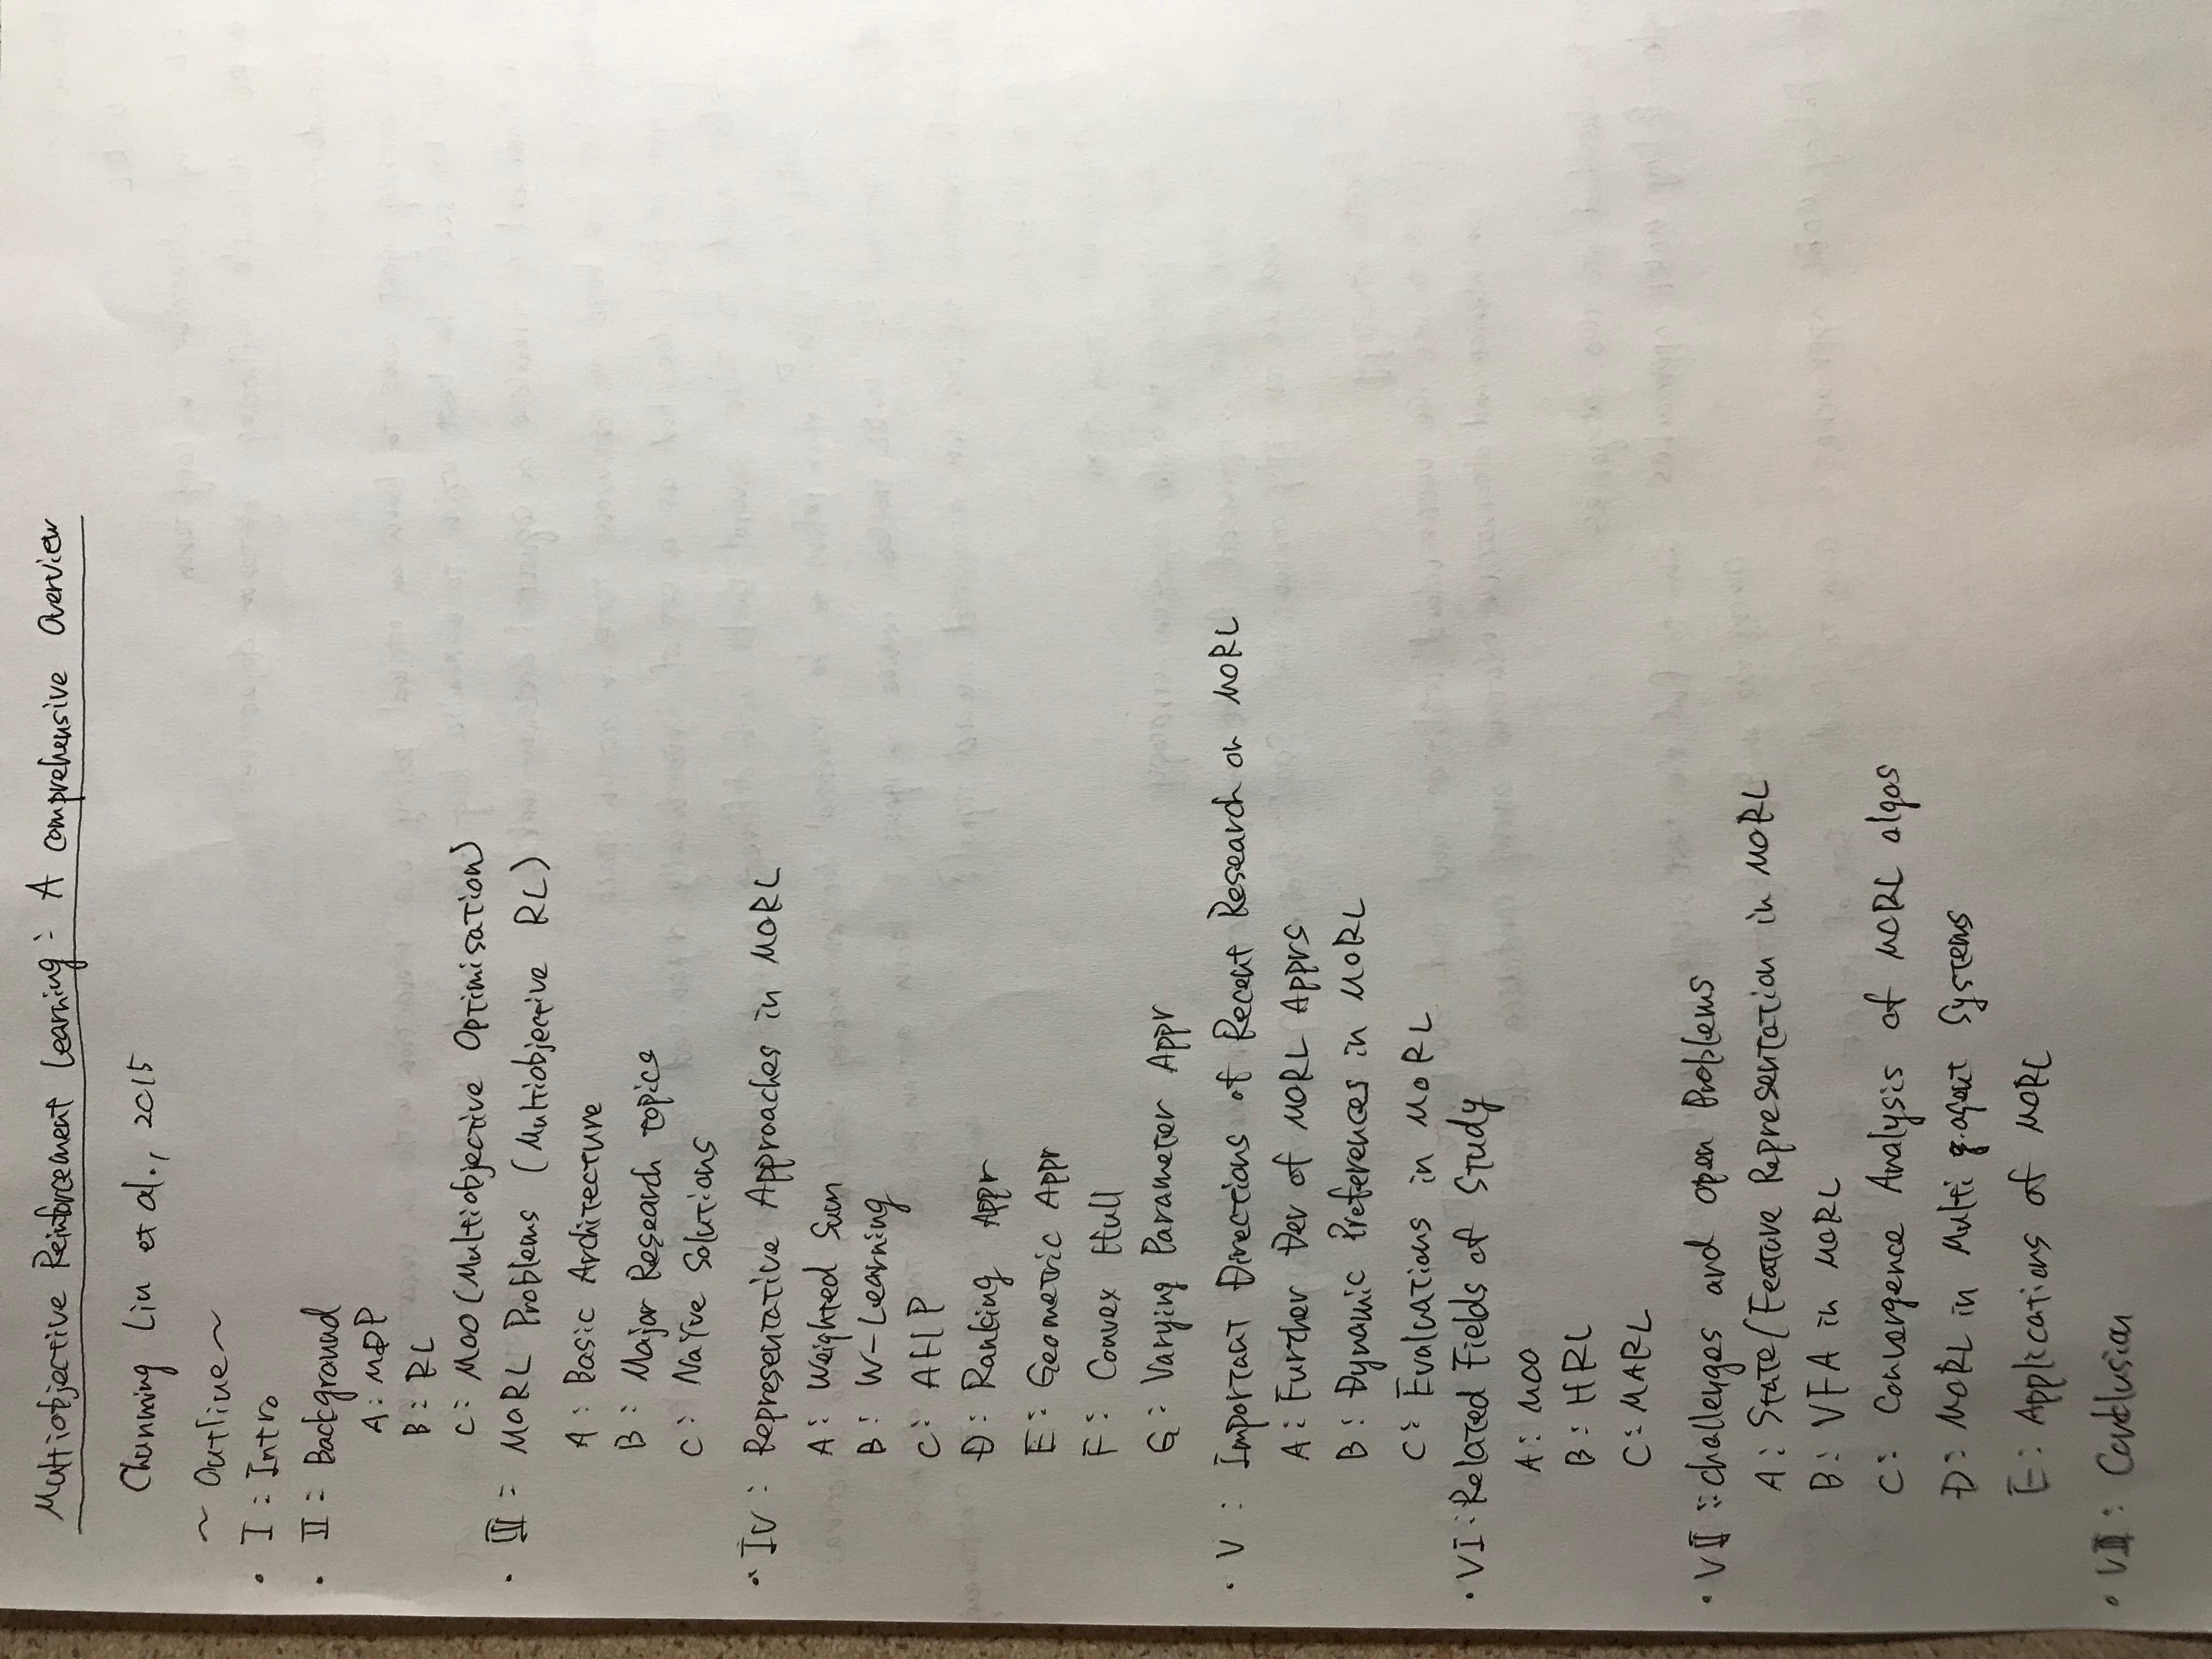 Multiobjective Reinforcement Learning: A comprehensive Overview
Chunming Liu et al., 2015
~ Outline ~
· I: Intro
· II: Background
A: MDP
B: RL
C: MOO (Multiobjective Optimisation)
· III: MORL Problems (Multiobjective RL)
A: Basic Architecture
B: Major Research topics
C: Naïve Solutions
· IV: Representative Approaches in MORL
A: Weighted Sum
B: W-Learning
C: AHP
D: Ranking Appr
E: Geometric Appr
F: Convex Hull
G: Varying Parameter Appr
· V: Important Directions of Recent Research on MORL
A: Further Dev of MORL Apprs
B: Dynamic Preferences in MORL
C: Evaluations in MORL
· VI: Related Fields of Study
A: MOO
B: HRL
C: MARL
· VII: challenges and open Problems
A: State/Feature Representation in MORL
B: VFA in MORL
C: Convergence Analysis of MORL algos
D: MORL in Multi agent Systems
E: Applications of MORL
· VIII: Conclusion